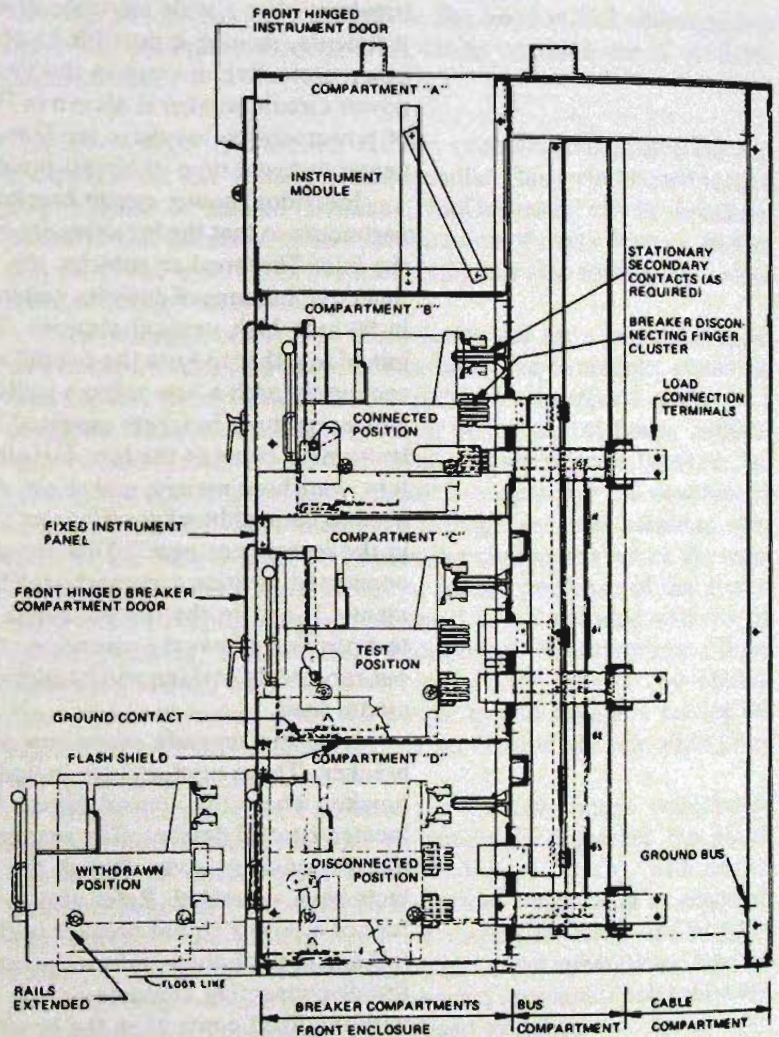 FRONT HINGED
INSTRUMENT DOOR
COMPARTMENT "A"
INSTRUMENT
MODULE
STATIONARY
SECONDARY
CONTACTS (AS
REQUIRED)
COMPARTMENT "B"
BREAKER DISCON-
NECTING FINGER
CLUSTER
LOAD
CONNECTION
TERMINALS
CONNECTED
POSITION
FIXED INSTRUMENT
PANEL
COMPARTMENT "C"
FRONT HINGED BREAKER
COMPARTMENT DOOR
TEST
POSITION
GROUND CONTACT
FLASH SHIELD
COMPARTMENT "D"
WITHDRAWN
POSITION
DISCONNECTED
POSITION
GROUND BUS
RAILS
EXTENDED
FLOOR LINE
BREAKER COMPARTMENTS
FRONT ENCLOSURE
BUS
COMPARTMENT
CABLE
COMPARTMENT